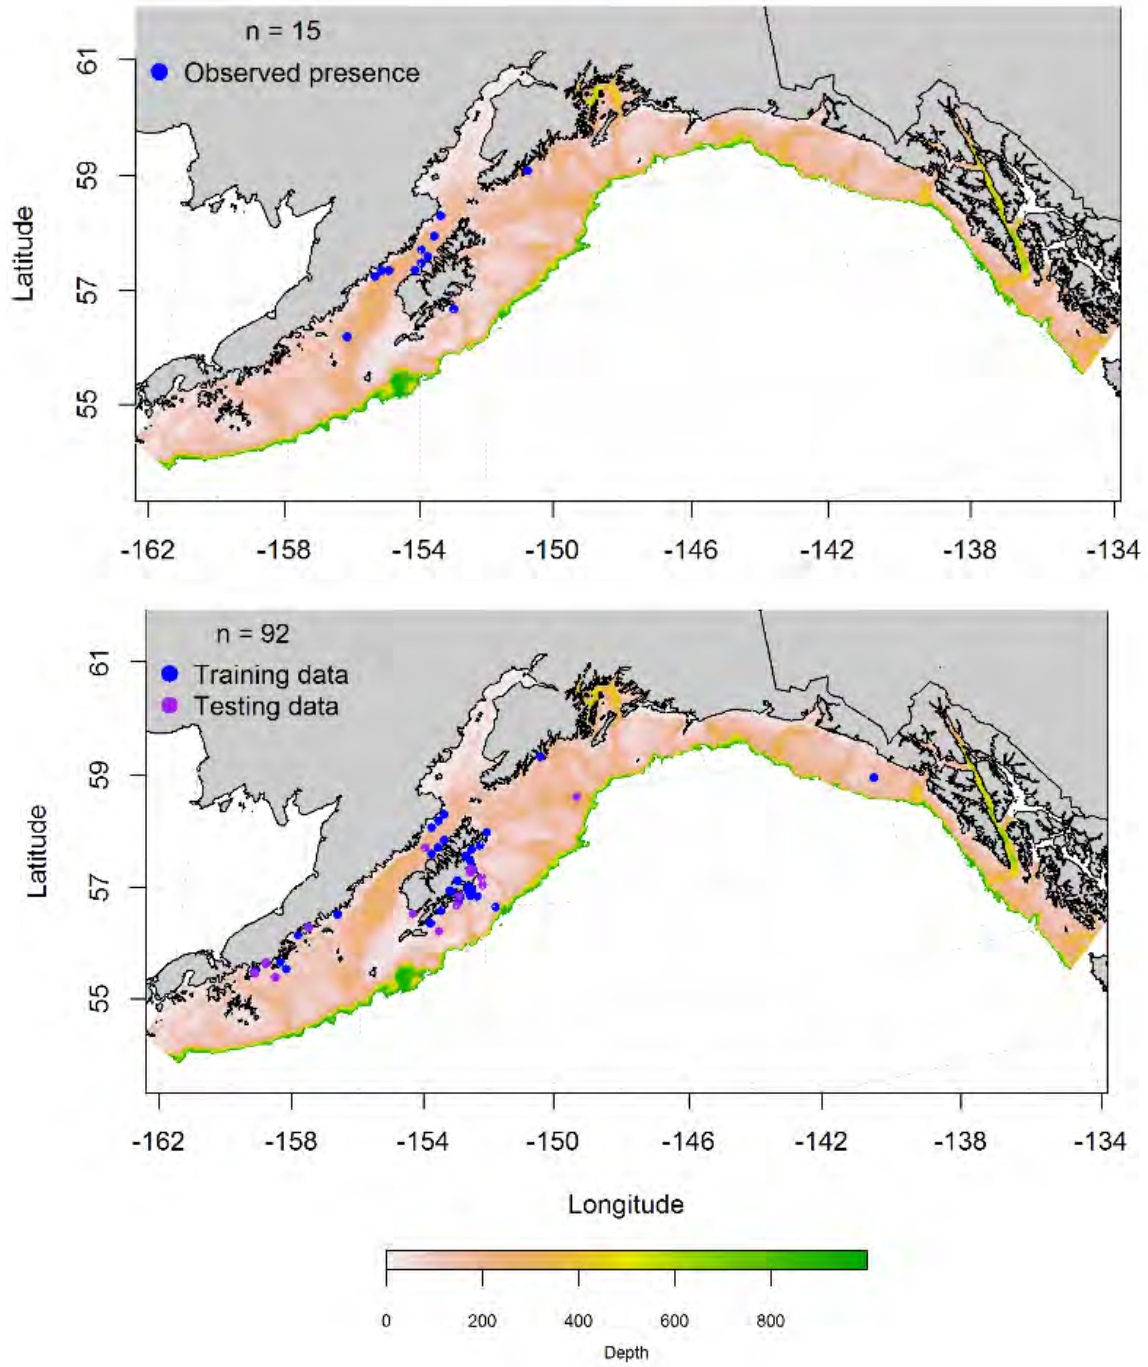 n = 15
Observed presence
61
59
57
55
Latitude
-162 -158 -154 -150 -146 -142 -138 -134
n = 92
Training data
Testing data
61
59
57
55
Latitude
-162 -158 -154 -150 -146 -142 -138 -134
Longitude
0 200 400 600 800
Depth